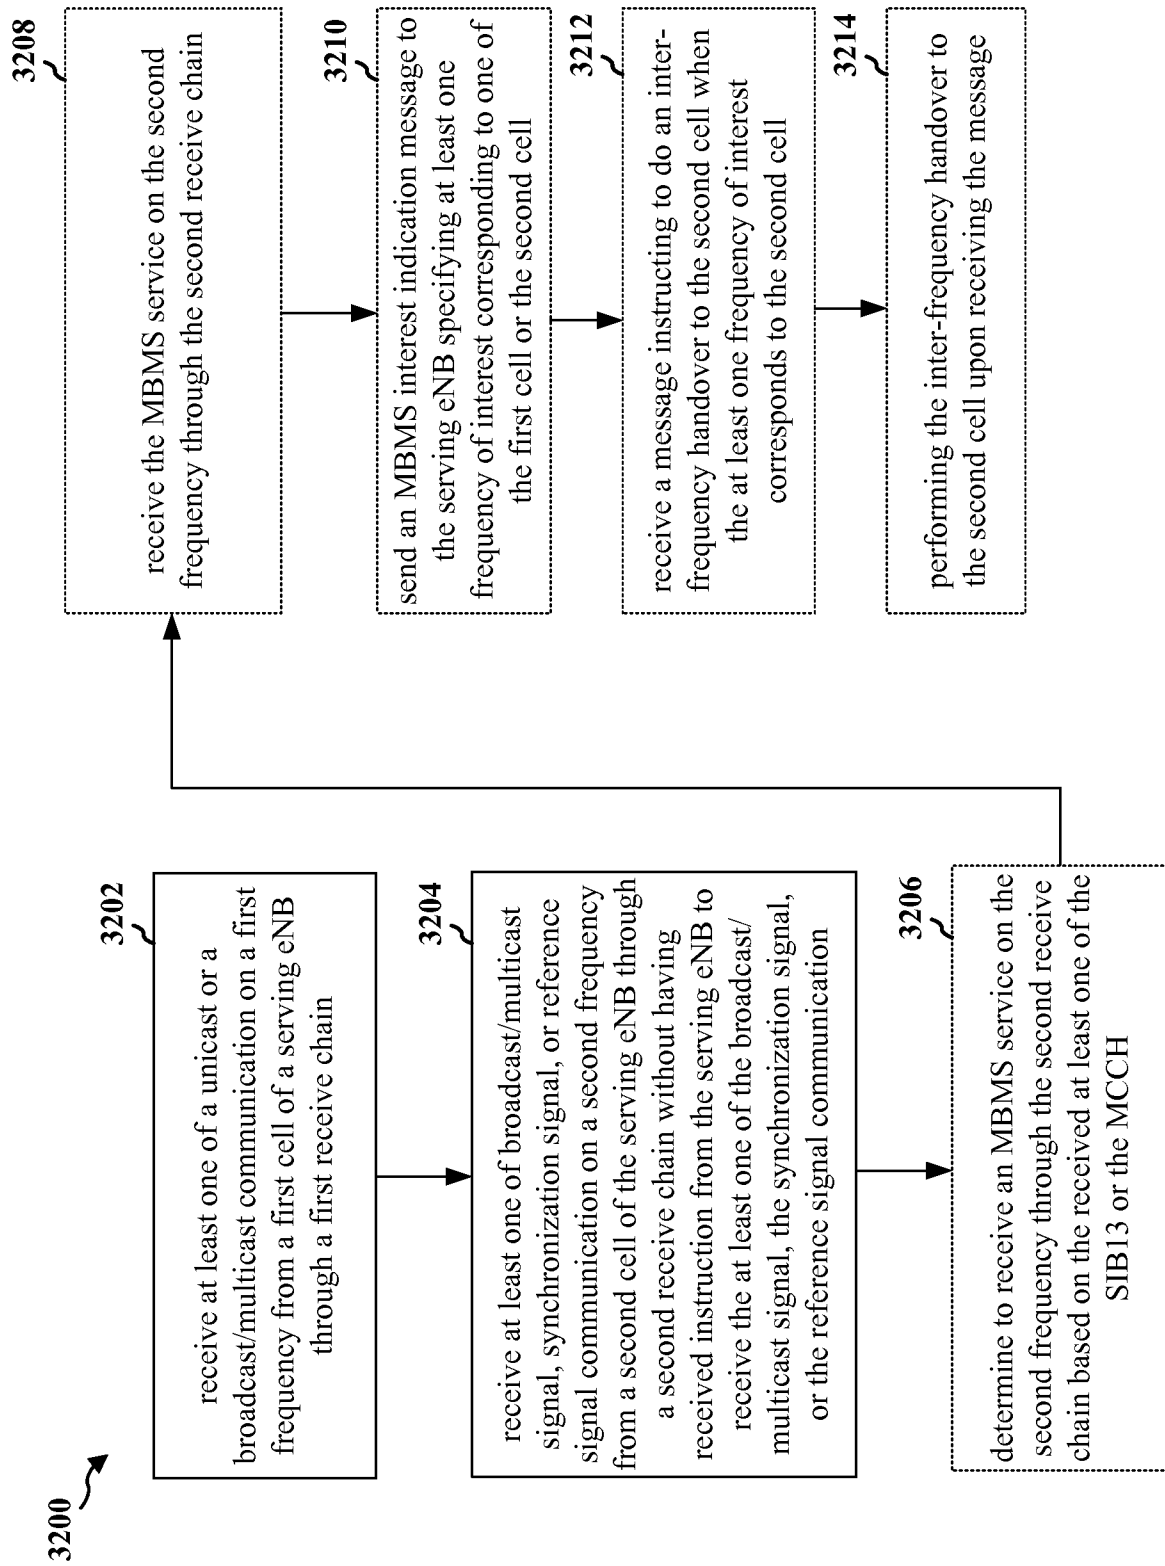 3200
3202
receive at least one of a unicast or a
broadcast/multicast communication on a first
frequency from a first cell of a serving eNB
through a first receive chain
3204
receive at least one of broadcast/multicast
signal, synchronization signal, or reference
signal communication on a second frequency
from a second cell of the serving eNB through
a second receive chain without having
received instruction from the serving eNB to
receive the at least one of the broadcast/
multicast signal, the synchronization signal,
or the reference signal communication
3206
determine to receive an MBMS service on the
second frequency through the second receive
chain based on the received at least one of the
SIB13 or the MCCH
3208
receive the MBMS service on the second
frequency through the second receive chain
3210
send an MBMS interest indication message to
the serving eNB specifying at least one
frequency of interest corresponding to one of
the first cell or the second cell
3212
receive a message instructing to do an inter-
frequency handover to the second cell when
the at least one frequency of interest
corresponds to the second cell
3214
performing the inter-frequency handover to
the second cell upon receiving the message